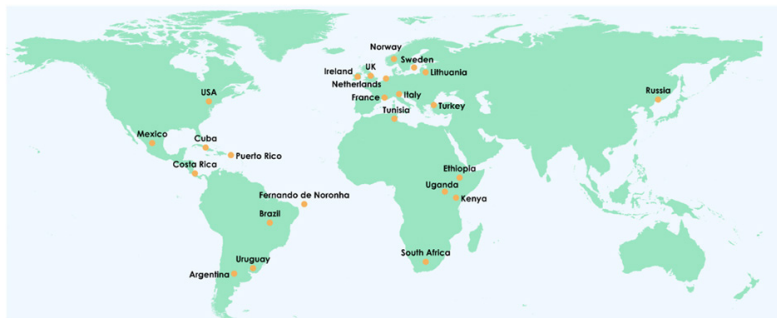 Norway
Sweden
UK
Ireland
Lithuania
Netherlands
USA
France
Italy
Russia
Turkey
Tunisia
Mexico
Cuba
Puerto Rico
Costa Rica
Ethiopia
Uganda
Kenya
Fernando de Noronha
Brazil
South Africa
Uruguay
Argentina